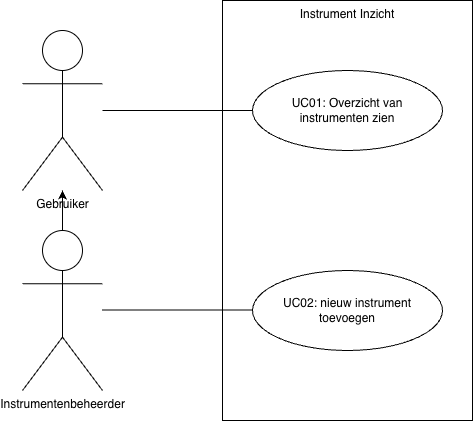 Instrument Inzicht
UC01: Overzicht van
instrumenten zien
Gebruiker
UC02: nieuw instrument
toevoegen
Instrumentenbeheerder